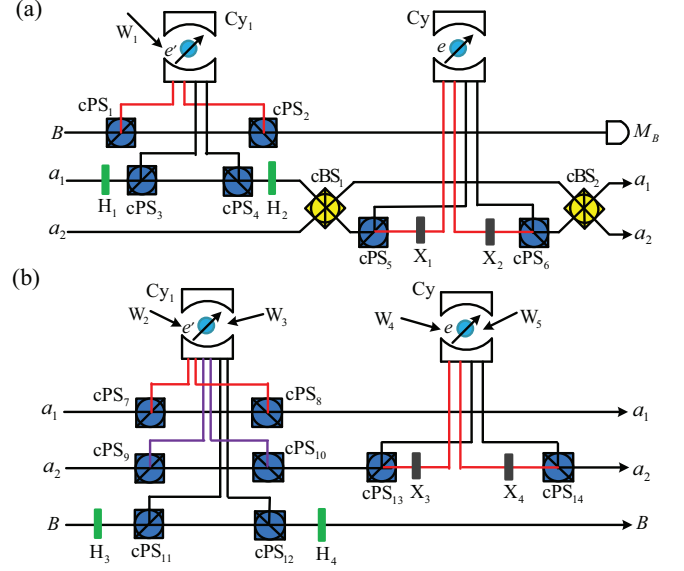 (a)
W₁ e' Cy₁ e Cy
cPS₁ cPS₂
B M_B
a₁ H₁ cPS₃ cPS₄ H₂ cBS₁ cBS₂ a₁
a₂ cPS₅ X₁ X₂ cPS₆ a₂
(b)
Cy₁ Cy
W₂ e' W₃ W₄ e W₅
cPS₇ cPS₈
a₁ a₁
cPS₉ cPS₁₀
a₂ cPS₁₃ X₃ X₄ cPS₁₄ a₂
B H₃ cPS₁₁ cPS₁₂ H₄ B